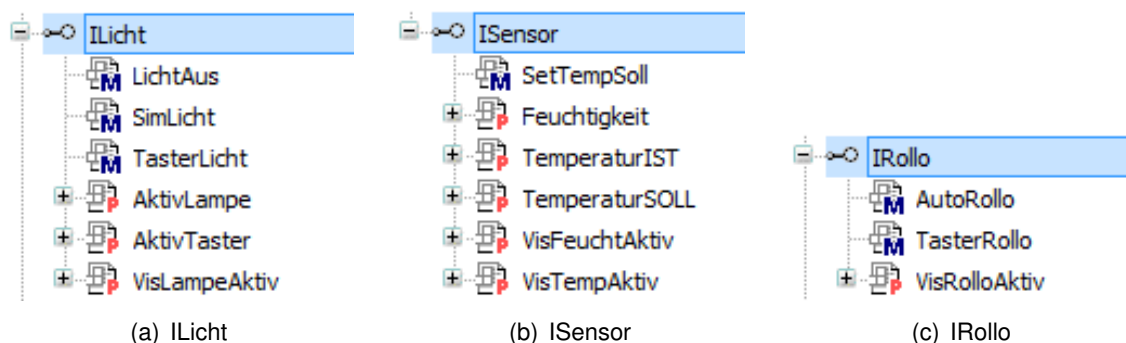 ILicht
LichtAus
SimLicht
TasterLicht
AktivLampe
AktivTaster
VisLampeAktiv
(a) ILicht
ISensor
SetTempSoll
Feuchtigkeit
TemperaturIST
TemperaturSOLL
VisFeuchtAktiv
VisTempAktiv
(b) ISensor
IRollo
AutoRollo
TasterRollo
VisRolloAktiv
(c) IRollo